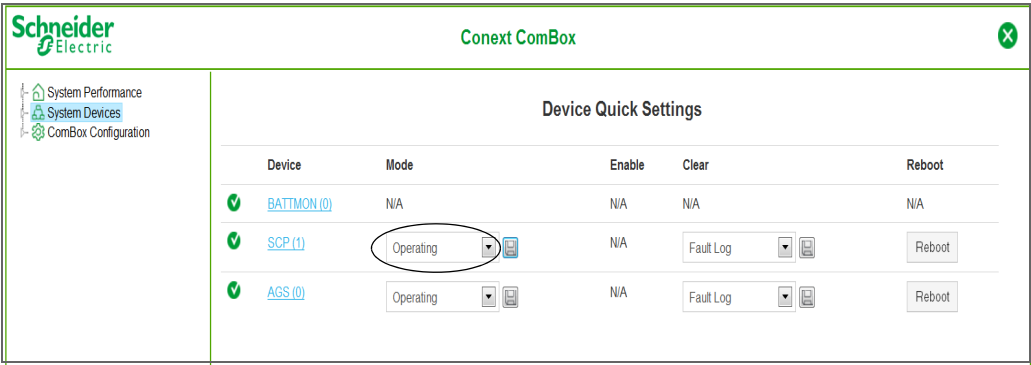 Schneider
Electric
Conext ComBox
System Performance
System Devices
ComBox Configuration
Device Quick Settings
Device Mode Enable Clear Reboot
BATTMON (0) N/A N/A N/A N/A
SCP (1) Operating N/A Fault Log Reboot
AGS (0) Operating N/A Fault Log Reboot